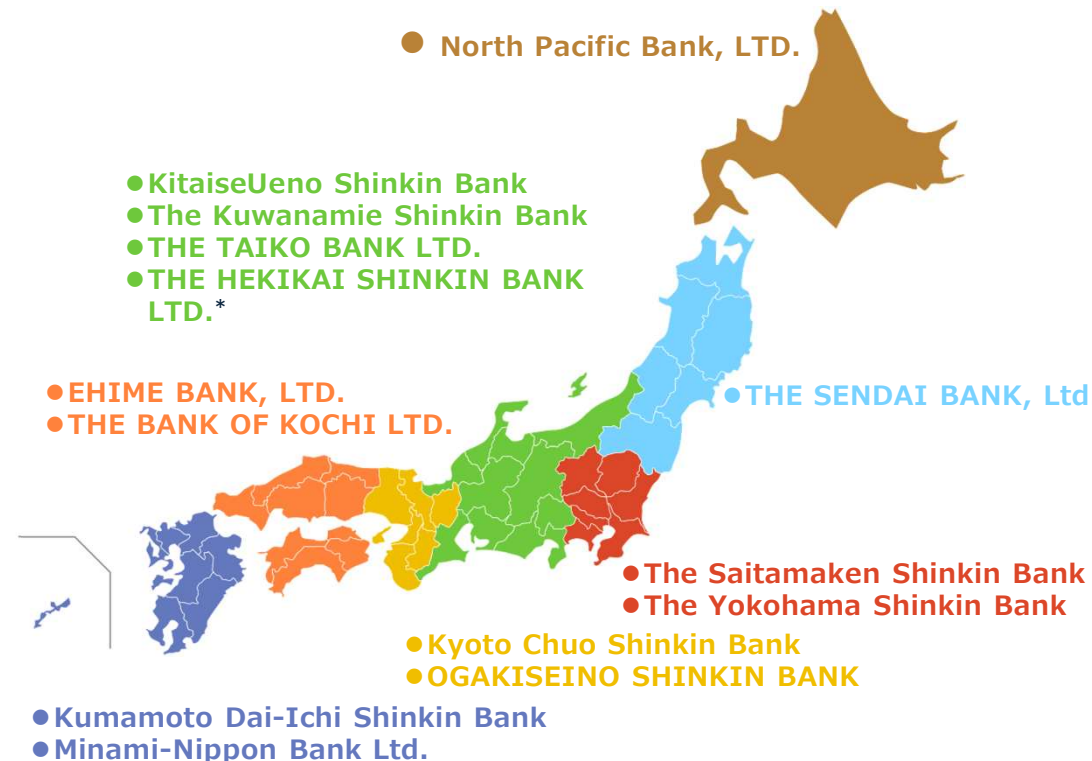 ● North Pacific Bank, LTD.
●KitaiseUeno Shinkin Bank
●The Kuwanamie Shinkin Bank
●THE TAIKO BANK LTD.
●THE HEKIKAI SHINKIN BANK
LTD.*
●EHIME BANK, LTD.
●THE BANK OF KOCHI LTD.
●THE SENDAI BANK, Ltd
●The Saitamaken Shinkin Bank
●The Yokohama Shinkin Bank
●Kyoto Chuo Shinkin Bank
●OGAKISEINO SHINKIN BANK
●Kumamoto Dai-Ichi Shinkin Bank
●Minami-Nippon Bank Ltd.